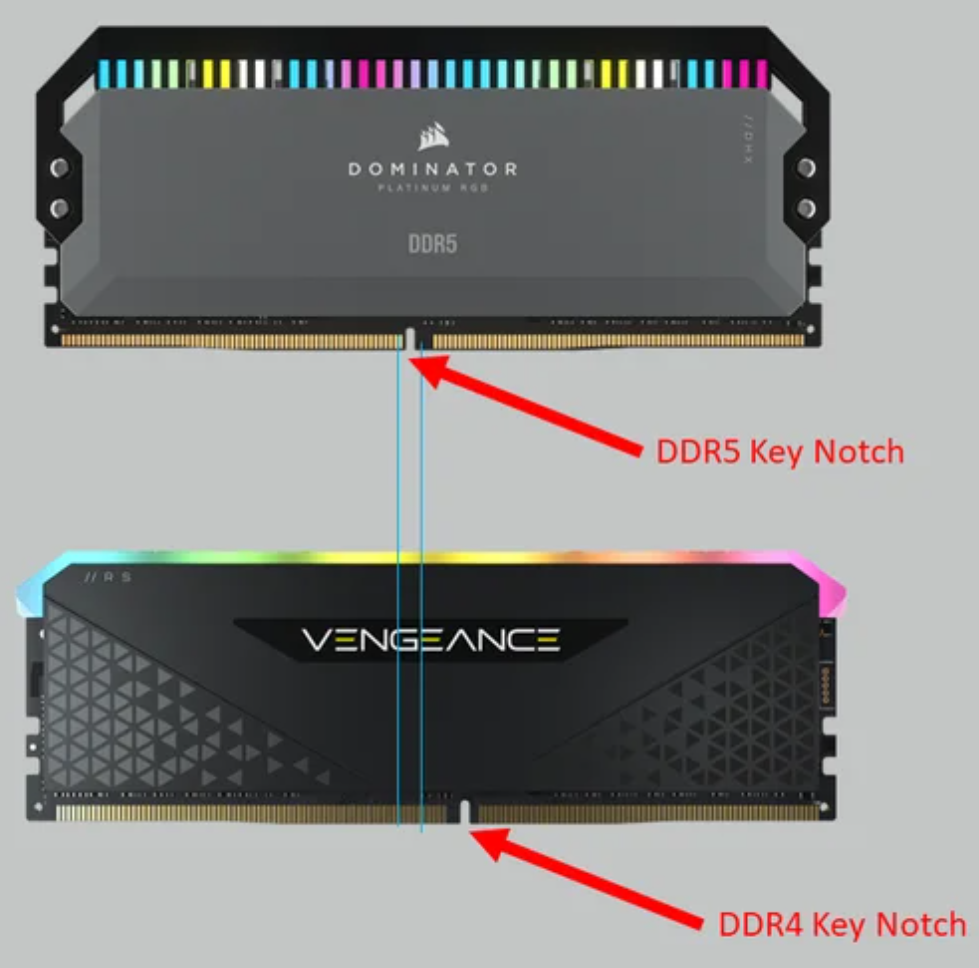 DOMINATOR
PLATINUM RGB
//DHX
DDR5
DDR5 Key Notch
// RS
VENGEANCE
DDR4 Key Notch